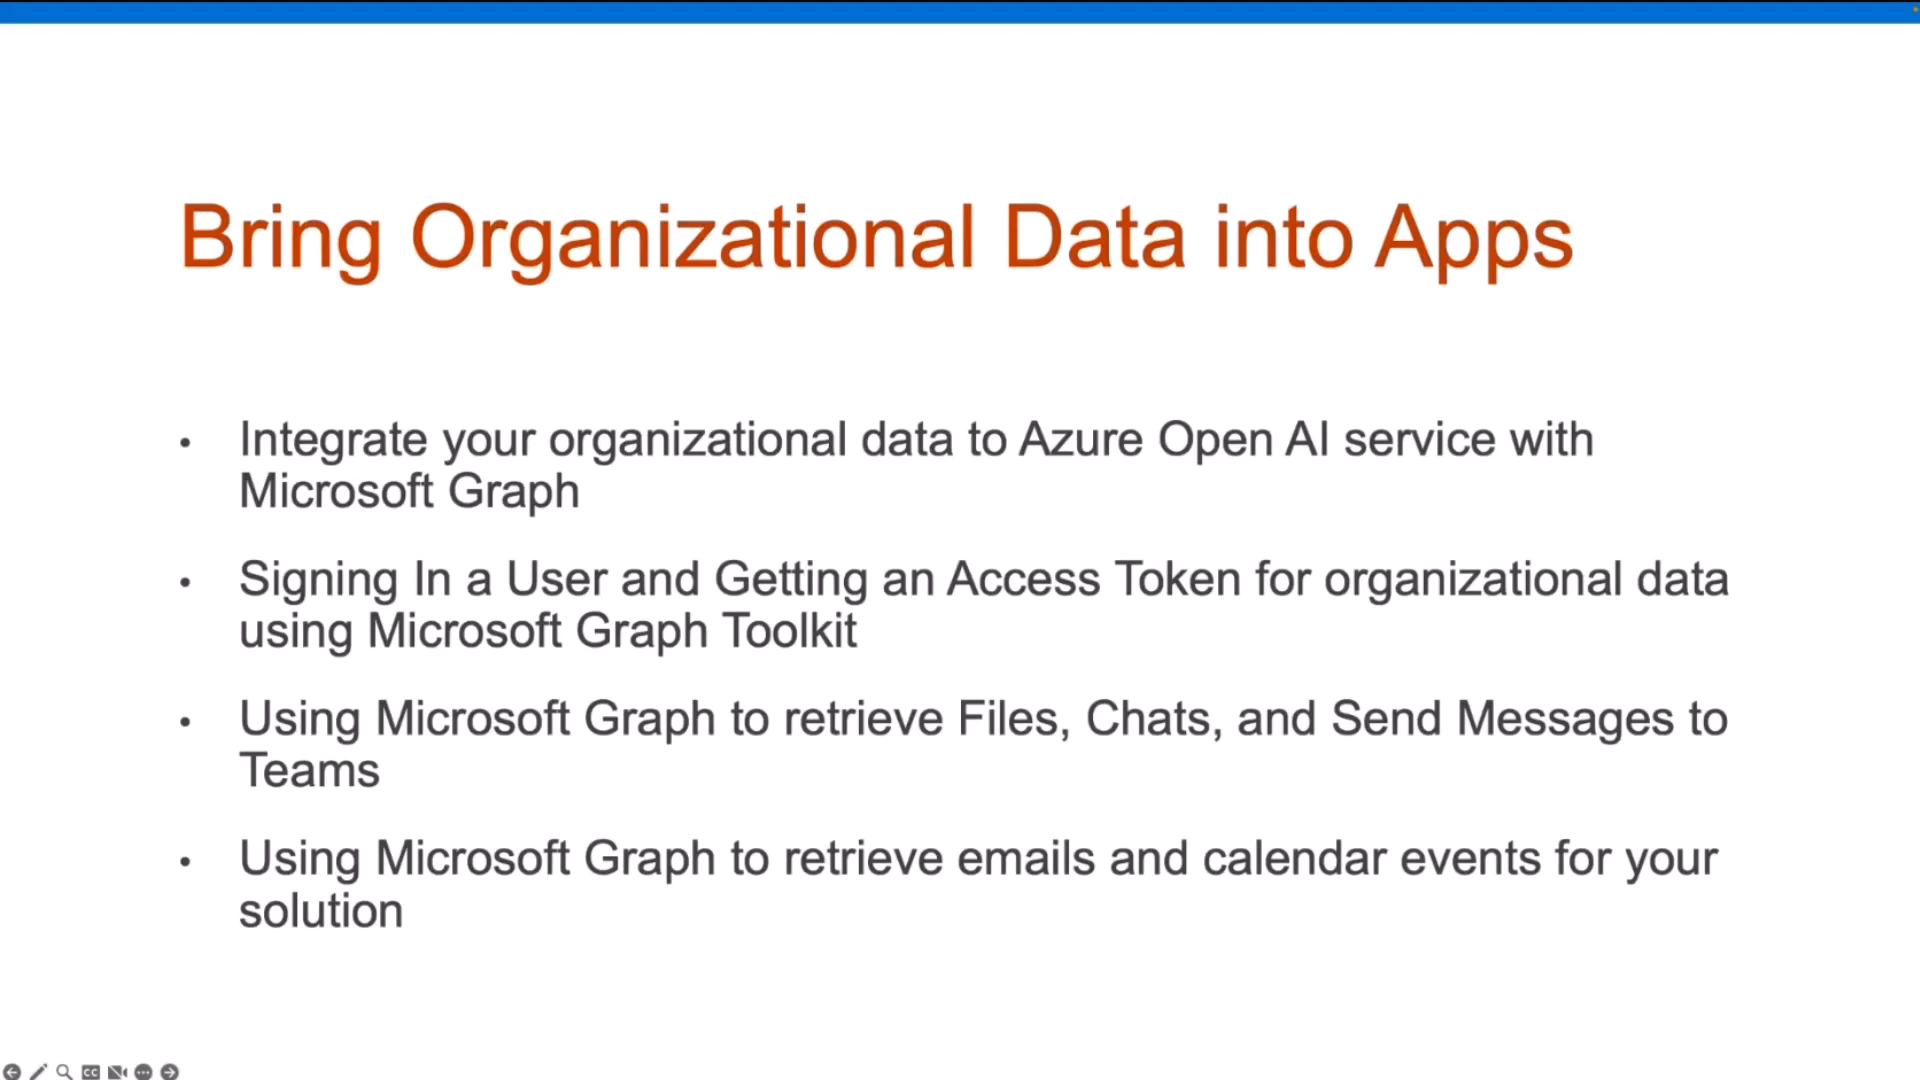 Bring Organizational Data into Apps
• Integrate your organizational data to Azure Open AI service with
Microsoft Graph
• Signing In a User and Getting an Access Token for organizational data
using Microsoft Graph Toolkit
• Using Microsoft Graph to retrieve Files, Chats, and Send Messages to
Teams
• Using Microsoft Graph to retrieve emails and calendar events for your
solution
CC